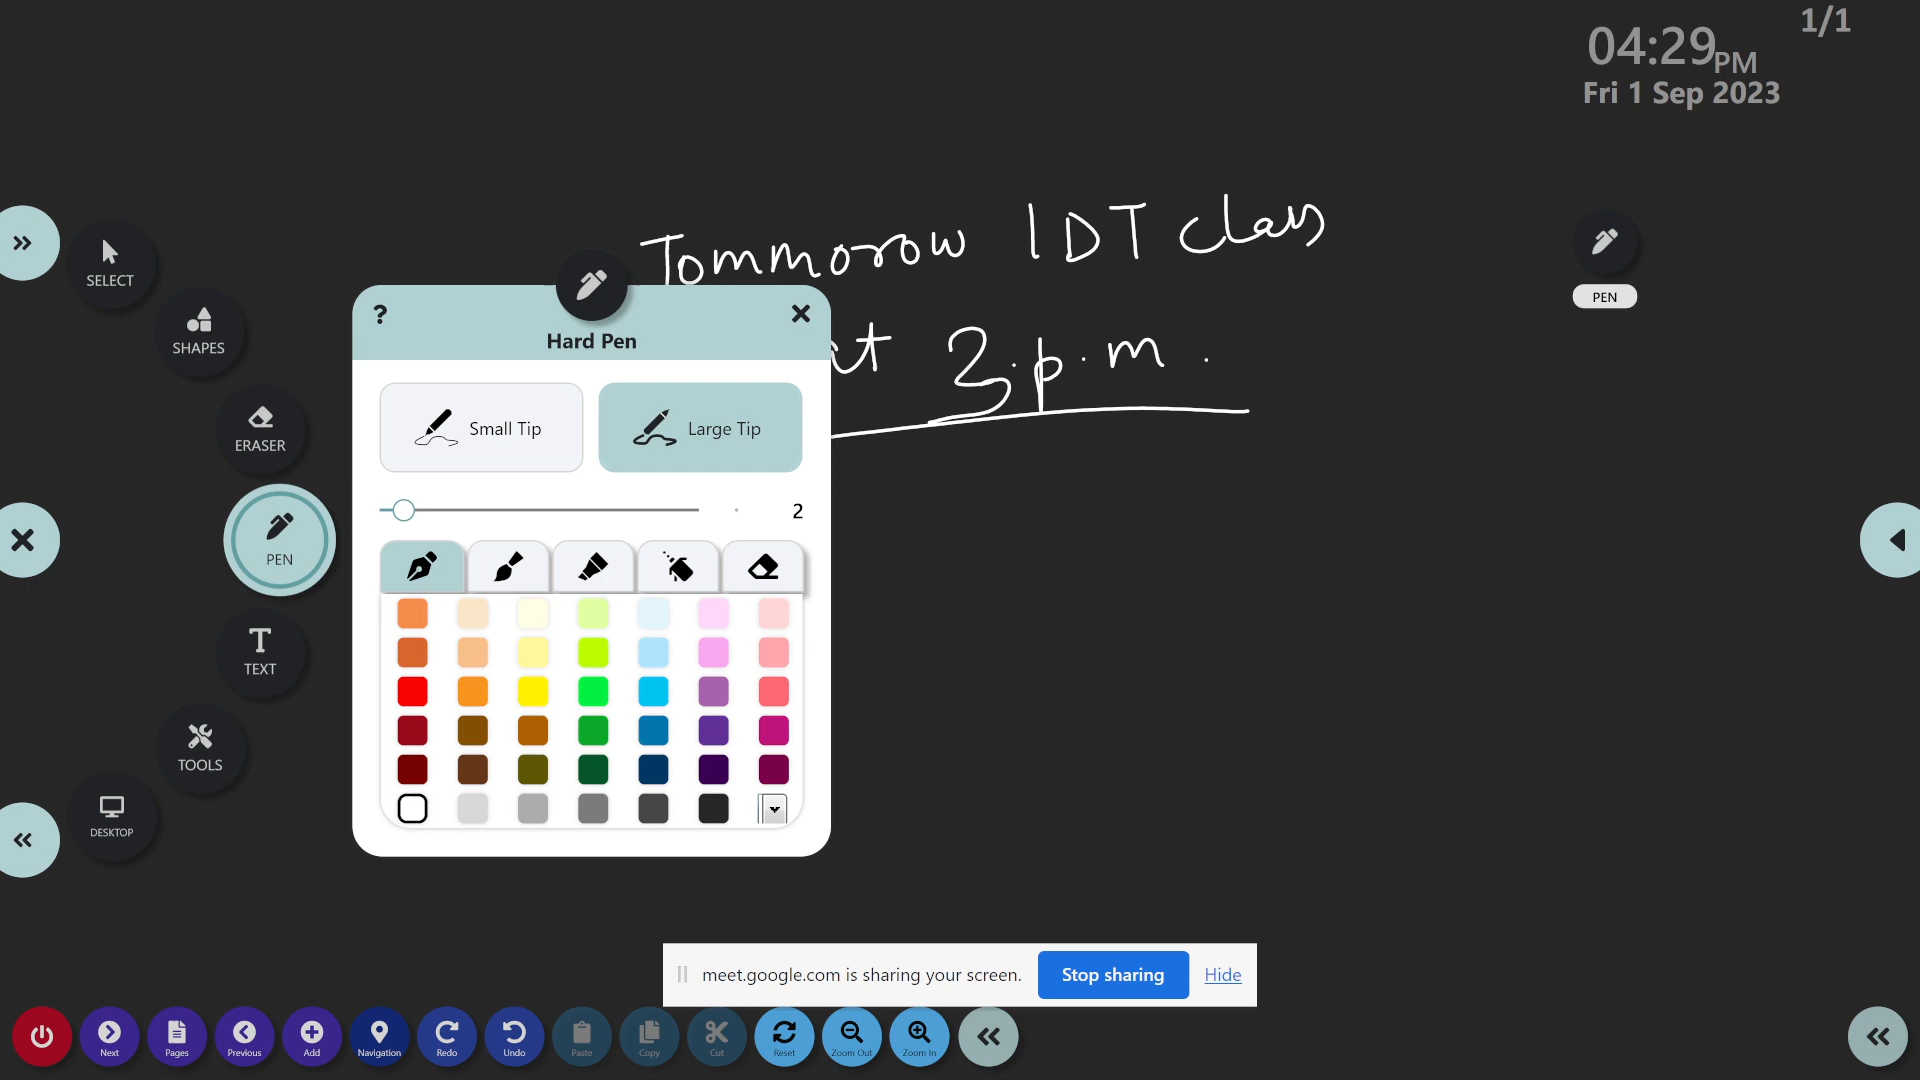 1/1
04:29PM
Fri 1 Sep 2023
Tommorow IDT class
at 3.p.m.
SELECT
SHAPES
ERASER
PEN
TEXT
TOOLS
DESKTOP
PEN
?
Hard Pen
Small Tip
Large Tip
2
meet.google.com is sharing your screen.
Stop sharing
Hide
Next
Pages
Previous
Add
Navigation
Redo
Undo
Paste
Copy
Cut
Reset
Zoom Out
Zoom In